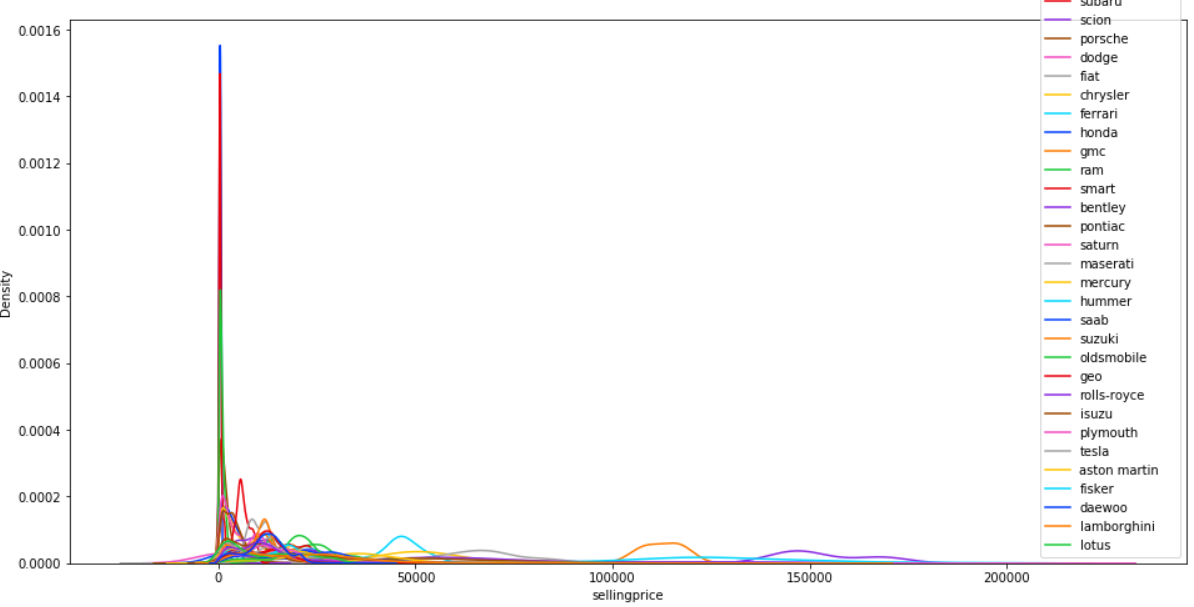 subaru
scion
porsche
dodge
fiat
chrysler
ferrari
honda
gmc
ram
smart
bentley
pontiac
saturn
maserati
mercury
hummer
saab
suzuki
oldsmobile
geo
rolls-royce
isuzu
plymouth
tesla
aston martin
fisker
daewoo
lamborghini
lotus
0.0016
0.0014
0.0012
0.0010
0.0008
0.0006
0.0004
0.0002
0.0000
Density
0
50000
100000
150000
200000
sellingprice